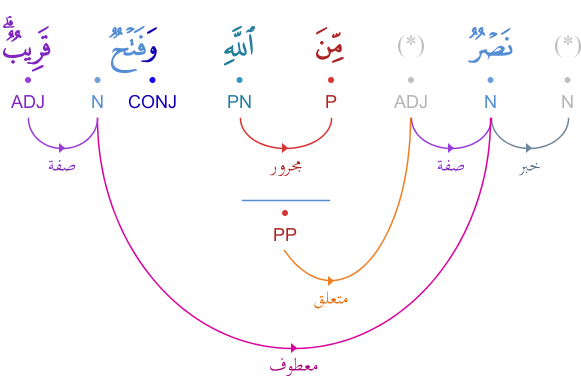 (*) نَصْرٌ (*) مِّنَ ٱللَّهِ وَفَتْحٌ قَرِيبٌ ۗ
N N ADJ P PN CONJ N ADJ
خبر صفة مجرور صفة
PP
متعلق
معطوف